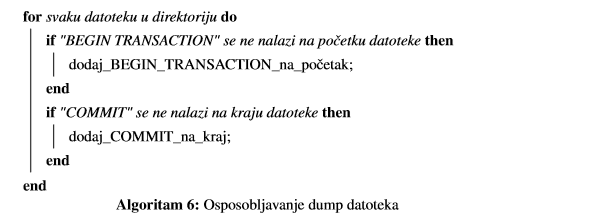 for svaku datoteku u direktoriju do
if "BEGIN TRANSACTION" se ne nalazi na početku datoteke then
dodaj_BEGIN_TRANSACTION_na_početak;
end
if "COMMIT" se ne nalazi na kraju datoteke then
dodaj_COMMIT_na_kraj;
end
end
Algoritam 6: Osposobljavanje dump datoteka